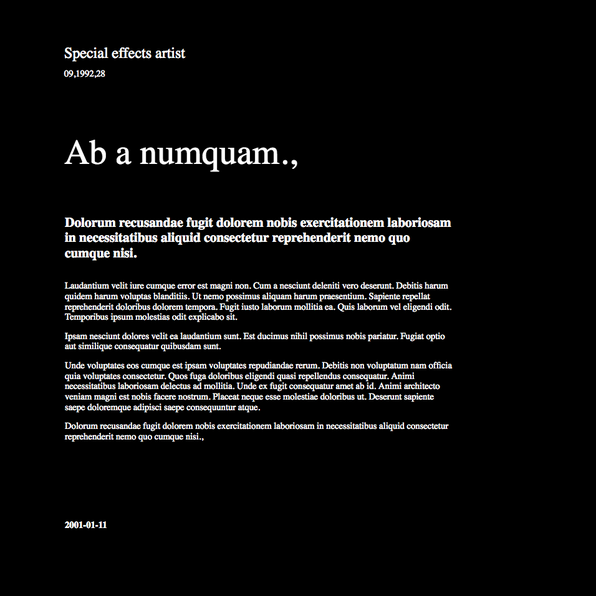 Special effects artist
09,1992,28
Ab a numquam.,
Dolorum recusandae fugit dolorem nobis exercitationem laboriosam
in necessitatibus aliquid consectetur reprehenderit nemo quo
cumque nisi.
Laudantium velit iure cumque error est magni non. Cum a nesciunt deleniti vero deserunt. Debitis harum
quidem harum voluptas blanditiis. Ut nemo possimus aliquam harum praesentium. Sapiente repellat
reprehenderit doloribus dolorem tempora. Fugit iusto laborum mollitia ea. Quis laborum vel eligendi odit.
Temporibus ipsum molestias odit explicabo sit.
Ipsam nesciunt dolores velit ea laudantium sunt. Est ducimus nihil possimus nobis pariatur. Fugiat optio
aut similique consequatur quibusdam sunt.
Unde voluptates eos cumque est ipsam voluptates repudiandae rerum. Debitis non voluptatum nam officia
quia voluptates consectetur. Quos fuga doloribus eligendi quasi repellendus consequatur. Animi
necessitatibus laboriosam delectus ad mollitia. Unde ex fugit consequatur amet ab id. Animi architecto
veniam magni est nobis facere nostrum. Placeat neque esse molestiae doloribus ut. Deserunt sapiente
saepe doloremque adipisci saepe consequuntur atque.
Dolorum recusandae fugit dolorem nobis exercitationem laboriosam in necessitatibus aliquid consectetur
reprehenderit nemo quo cumque nisi.,
2001-01-11